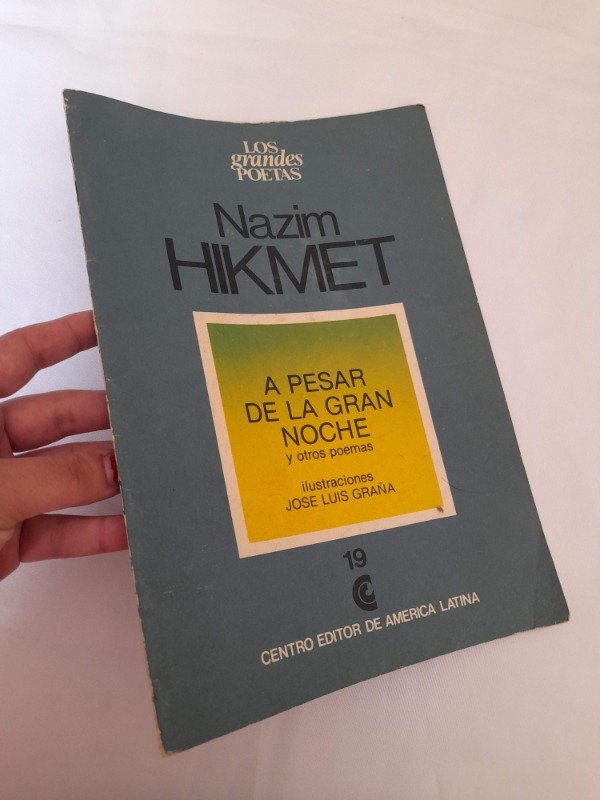 LOS
grandes
POETAS
Nazim
HIKMET
A PESAR
DE LA GRAN
NOCHE
y otros poemas
ilustraciones
JOSE LUIS GRAÑA
19
CENTRO EDITOR DE AMERICA LATINA